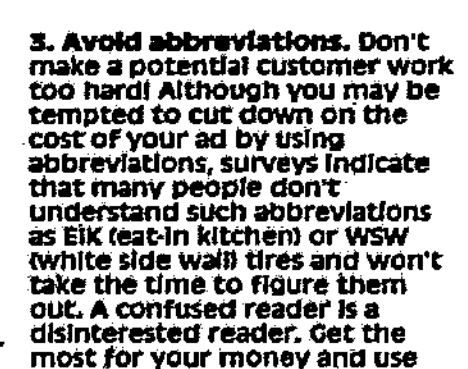 3. Avoid abbreviations. Don't
make a potential customer work
too hard! Although you may be
tempted to cut down on the
cost of your ad by using
abbreviations, surveys indicate
that many people don't
understand such abbreviations
as EIK (eat-in kitchen) or WSW
(white side wall) tires and won't
take the time to figure them
out. A confused reader is a
disinterested reader. Get the
most for your money and use